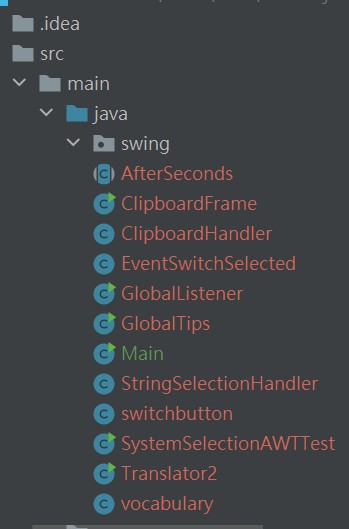 .idea
src
main
java
swing
AfterSeconds
ClipboardFrame
ClipboardHandler
EventSwitchSelected
GlobalListener
GlobalTips
Main
StringSelectionHandler
switchbutton
SystemSelectionAWTTest
Translator2
vocabulary